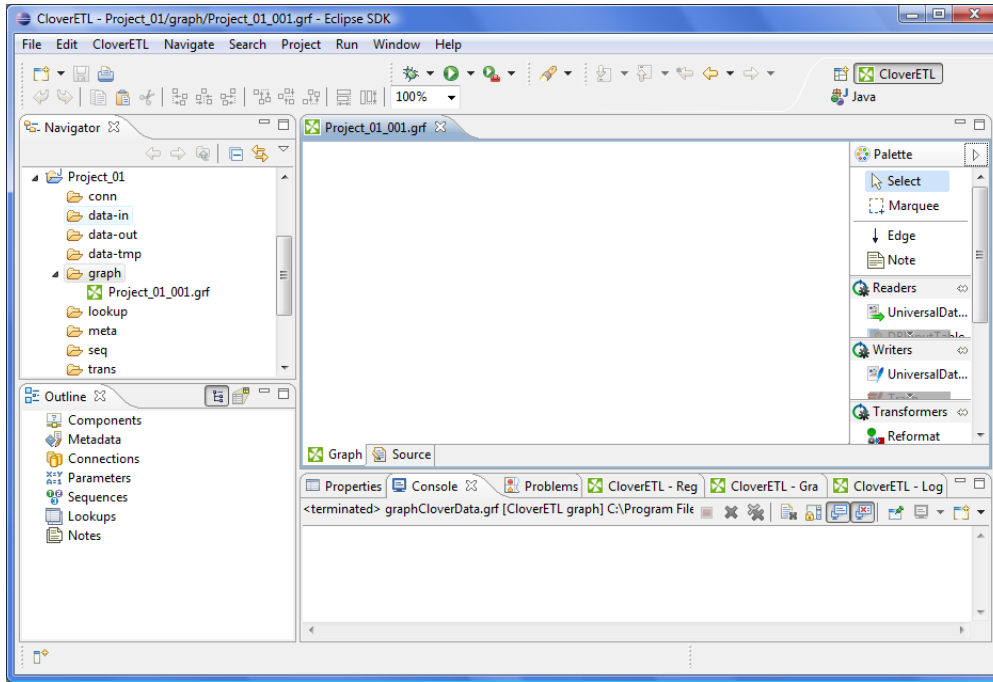 CloverETL - Project_01/graph/Project_01_001.grf - Eclipse SDK
File Edit CloverETL Navigate Search Project Run Window Help
CloverETL
100%
Java
Navigator
Project_01
conn
data-in
data-out
data-tmp
graph
Project_01_001.grf
lookup
meta
seq
trans
Project_01_001.grf
Palette
Select
Marquee
Edge
Note
Readers
UniversalDat...
Writers
UniversalDat...
Transformers
Reformat
Graph Source
Outline
Components
Metadata
Connections
X=Y
A=1
Parameters
Sequences
Lookups
Notes
Properties Console Problems CloverETL - Reg CloverETL - Gra CloverETL - Log
<terminated> graphCloverData.grf [CloverETL graph] C:\Program File